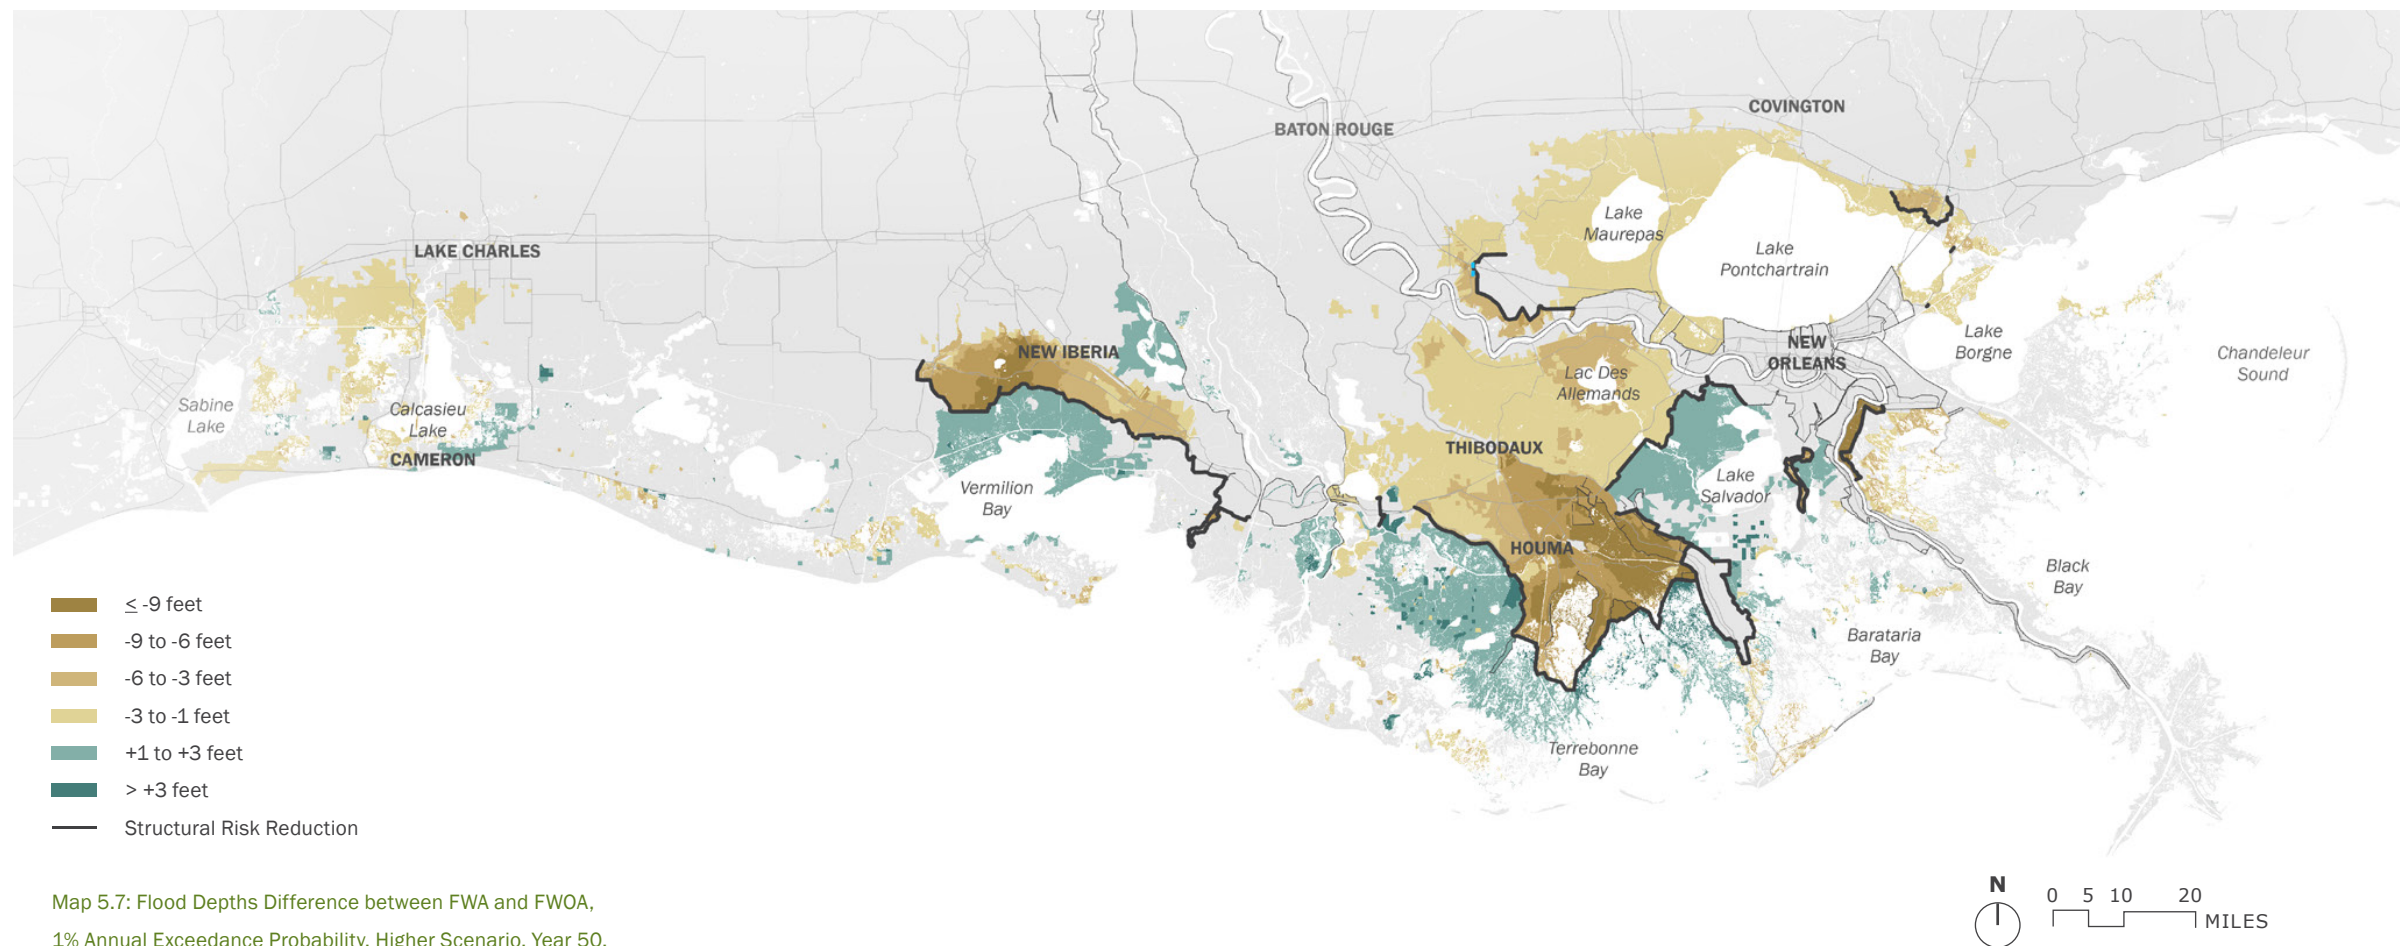 COVINGTON
BATON ROUGE
Lake
Maurepas
Lake
Pontchartrain
LAKE CHARLES
NEW IBERIA
NEW
ORLEANS
Lake
Borgne
Chandeleur
Sound
Lac Des
Allemands
Sabine
Lake
Calcasieu
Lake
CAMERON
THIBODAUX
Lake
Salvador
Vermilion
Bay
HOUMA
Black
Bay
Barataria
Bay
Terrebonne
Bay
≤ -9 feet
-9 to -6 feet
-6 to -3 feet
-3 to -1 feet
+1 to +3 feet
> +3 feet
Structural Risk Reduction
Map 5.7: Flood Depths Difference between FWA and FWOA,
1% Annual Exceedance Probability, Higher Scenario, Year 50.
N
0 5 10 20
MILES